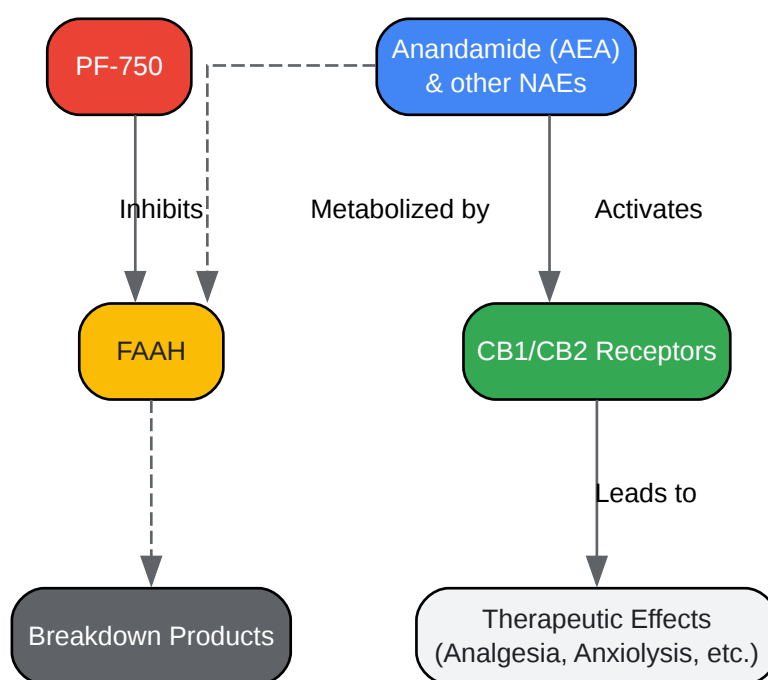 PF-750
Anandamide (AEA)
& other NAEs
Inhibits
Metabolized by
Activates
FAAH
CB1/CB2 Receptors
Leads to
Breakdown Products
Therapeutic Effects
(Analgesia, Anxiolysis, etc.)